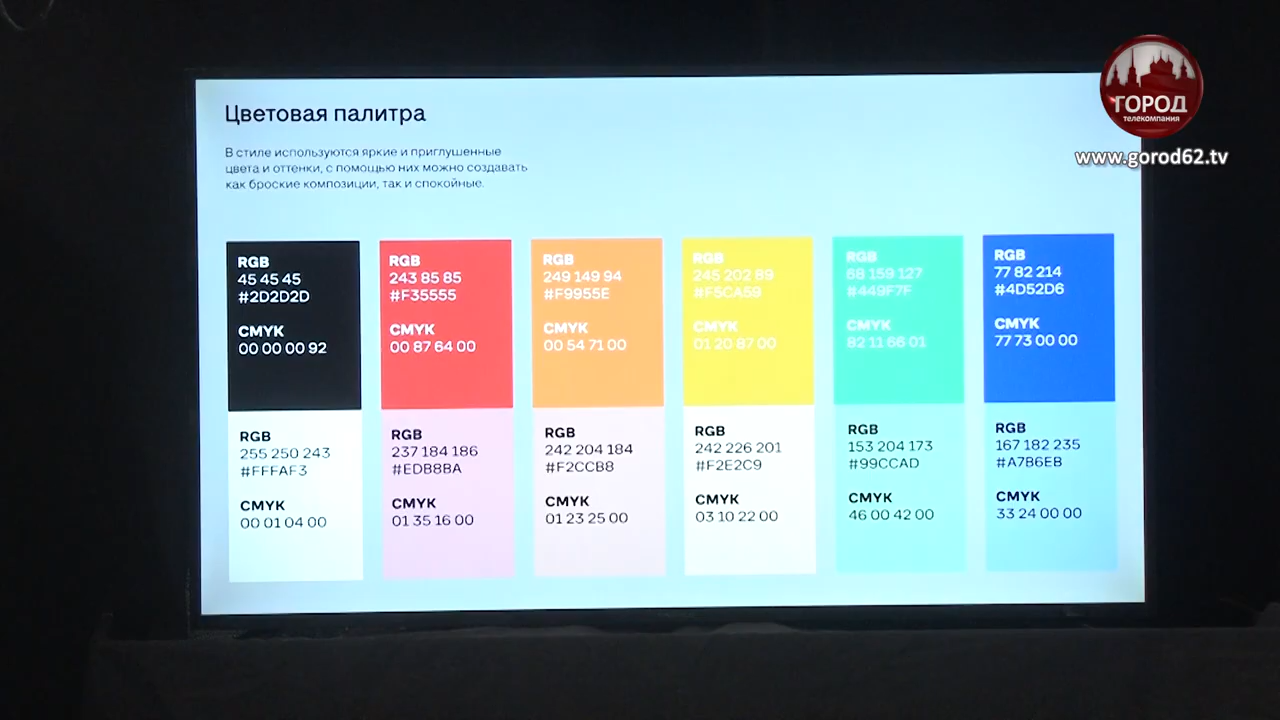 Цветовая палитра
В стиле используются яркие и приглушенные
цвета и оттенки, с помощью них можно создавать
как броские композиции, так и спокойные.
RGB
45 45 45
#2D2D2D
CMYK
00 00 00 92
RGB
243 85 85
#F35555
CMYK
00 87 64 00
RGB
249 149 94
#F9955E
CMYK
00 54 71 00
RGB
245 202 89
#F5CA59
CMYK
01 20 87 00
RGB
68 159 127
#449F7F
CMYK
82 11 66 01
RGB
77 82 214
#4D52D6
CMYK
77 73 00 00
RGB
255 250 243
#FFFAF3
CMYK
00 01 04 00
RGB
237 184 186
#EDB8BA
CMYK
01 35 16 00
RGB
242 204 184
#F2CCB8
CMYK
01 23 25 00
RGB
242 226 201
#F2E2C9
CMYK
03 10 22 00
RGB
153 204 173
#99CCAD
CMYK
46 00 42 00
RGB
167 182 235
#A7B6EB
CMYK
33 24 00 00
ГОРОД
телекомпания
www.gorod62.tv